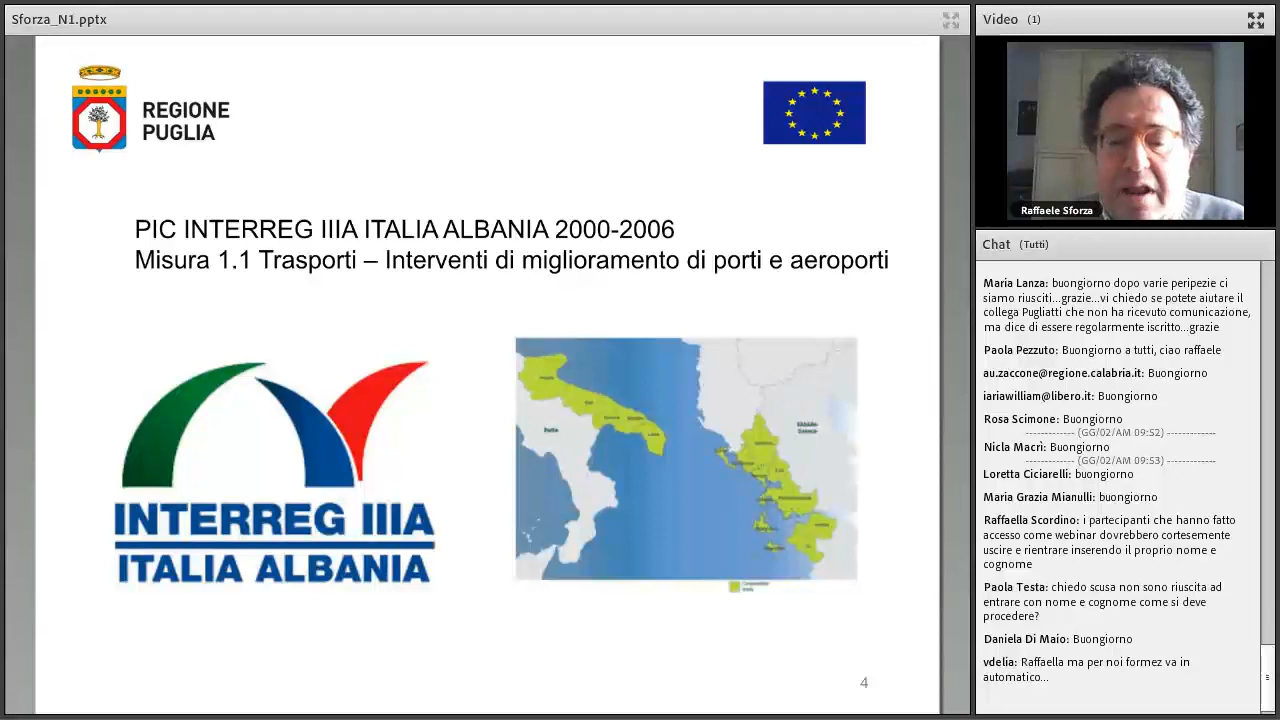 Sforza_N1.pptx
REGIONE
PUGLIA
PIC INTERREG IIIA ITALIA ALBANIA 2000-2006
Misura 1.1 Trasporti – Interventi di miglioramento di porti e aeroporti
INTERREG IIIA
ITALIA ALBANIA
4
Video (1)
Raffaele Sforza
Chat (Tutti)
Maria Lanza: buongiorno dopo varie peripezie ci
siamo riusciti...grazie...vi chiedo se potete aiutare il
collega Pugliatti che non ha ricevuto comunicazione,
ma dice di essere regolarmente iscritto...grazie
Paola Pezzuto: Buongiorno a tutti, ciao raffaele
au.zaccone@regione.calabria.it: Buongiorno
iariawilliam@libero.it: Buongiorno
Rosa Scimone: Buongiorno
------------ (GG/02/AM 09:52) -------------
Nicla Macrì: Buongiorno
------------ (GG/02/AM 09:53) -------------
Loretta Ciciarelli: buongiorno
Maria Grazia Mianulli: buongiorno
Raffaella Scordino: i partecipanti che hanno fatto
accesso come webinar dovrebbero cortesemente
uscire e rientrare inserendo il proprio nome e
cognome
Paola Testa: chiedo scusa non sono riuscita ad
entrare con nome e cognome come si deve
procedere?
Daniela Di Maio: Buongiorno
vdelia: Raffaella ma per noi formez va in
automatico...